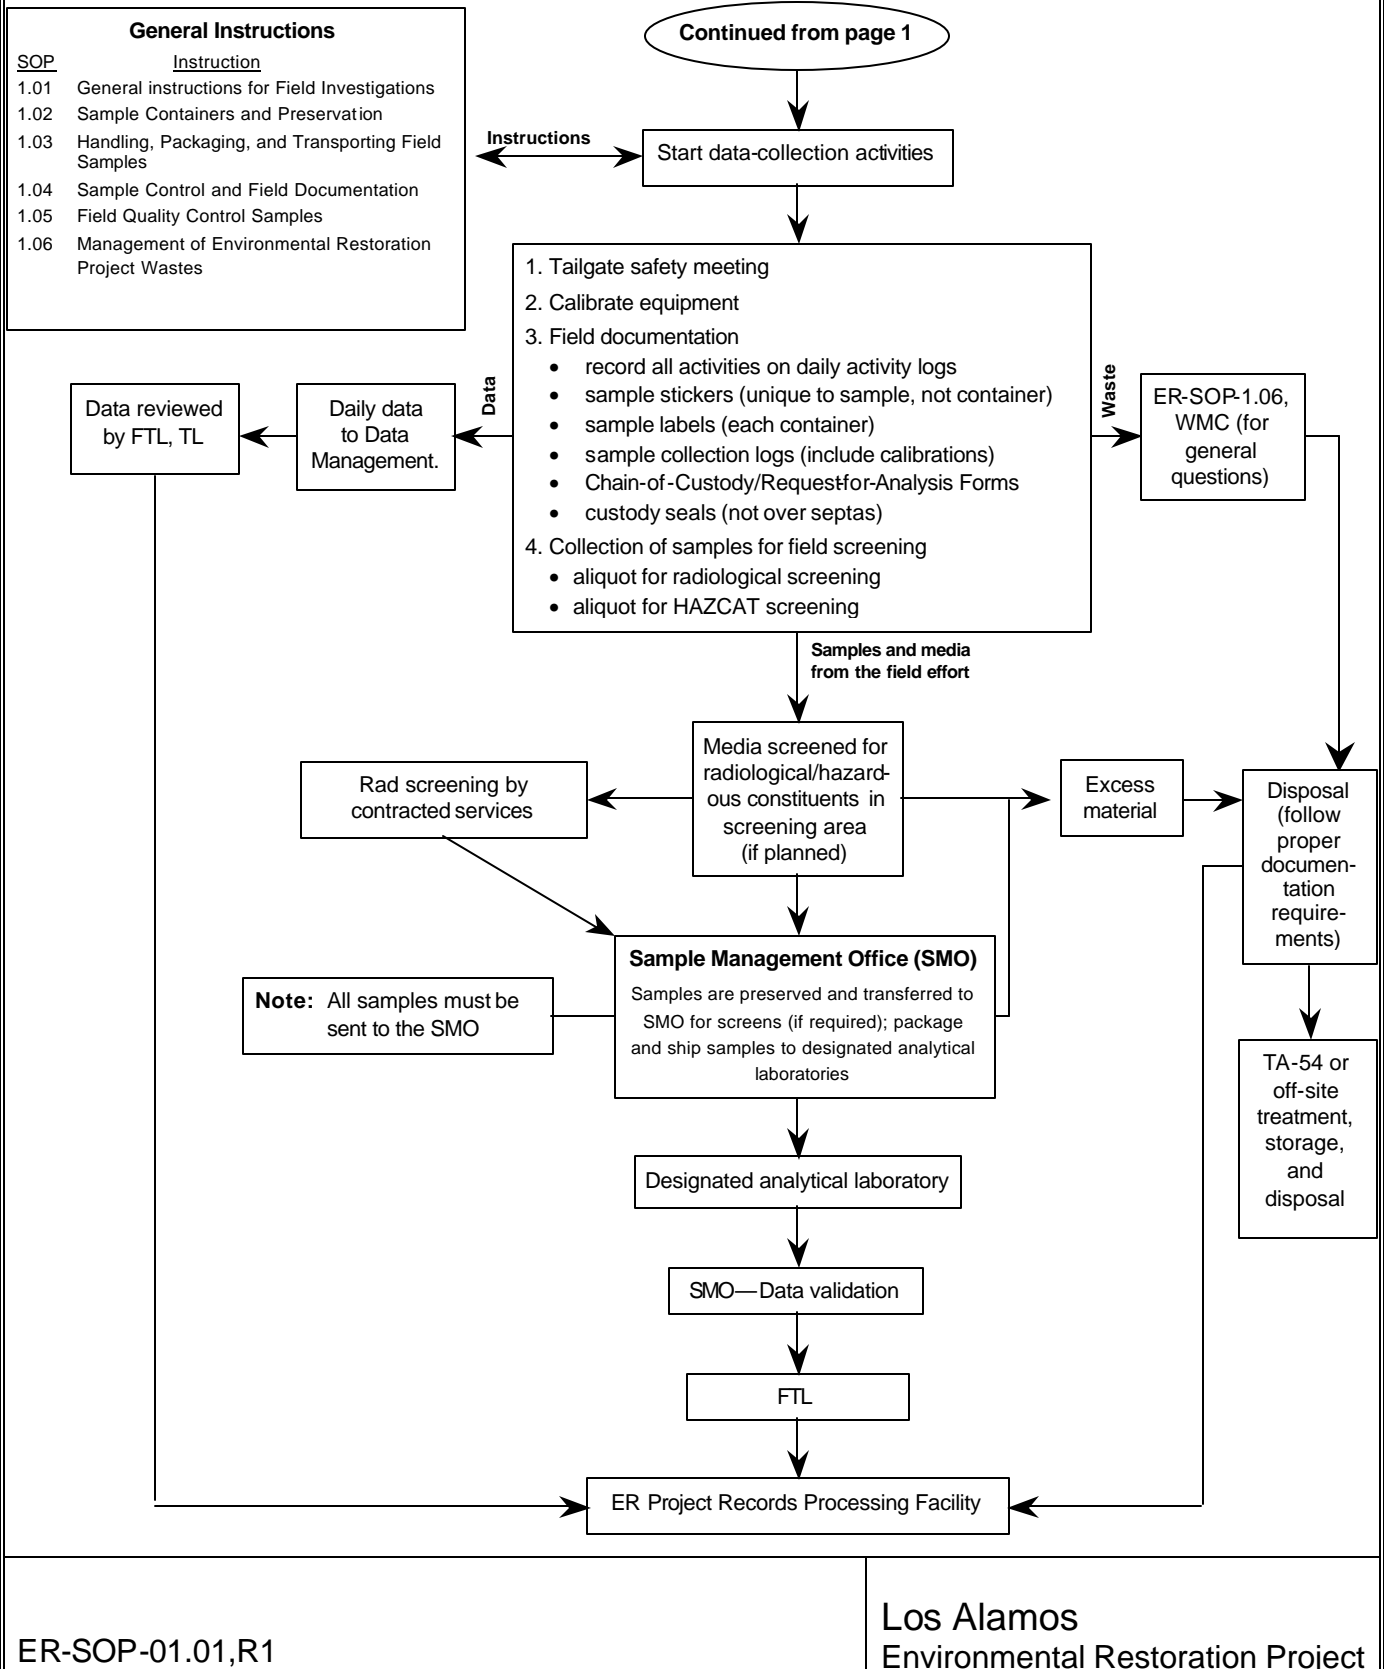 General Instructions
SOP Instruction
1.01 General instructions for Field Investigations
1.02 Sample Containers and Preservation
1.03 Handling, Packaging, and Transporting Field
Samples
1.04 Sample Control and Field Documentation
1.05 Field Quality Control Samples
1.06 Management of Environmental Restoration
Project Wastes
Continued from page 1
Instructions
Start data-collection activities
1. Tailgate safety meeting
2. Calibrate equipment
3. Field documentation
• record all activities on daily activity logs
• sample stickers (unique to sample, not container)
• sample labels (each container)
• sample collection logs (include calibrations)
• Chain-of-Custody/Request-for-Analysis Forms
• custody seals (not over septas)
4. Collection of samples for field screening
• aliquot for radiological screening
• aliquot for HAZCAT screening
Data
Daily data
to Data
Management.
Data reviewed
by FTL, TL
Waste
ER-SOP-1.06,
WMC (for
general
questions)
Samples and media
from the field effort
Media screened for
radiological/hazard-
ous constituents in
screening area
(if planned)
Rad screening by
contracted services
Excess
material
Disposal
(follow
proper
documen-
tation
require-
ments)
Sample Management Office (SMO)
Samples are preserved and transferred to
SMO for screens (if required); package
and ship samples to designated analytical
laboratories
Note: All samples must be
sent to the SMO
TA-54 or
off-site
treatment,
storage,
and
disposal
Designated analytical laboratory
SMO—Data validation
FTL
ER Project Records Processing Facility
ER-SOP-01.01,R1
Los Alamos
Environmental Restoration Project